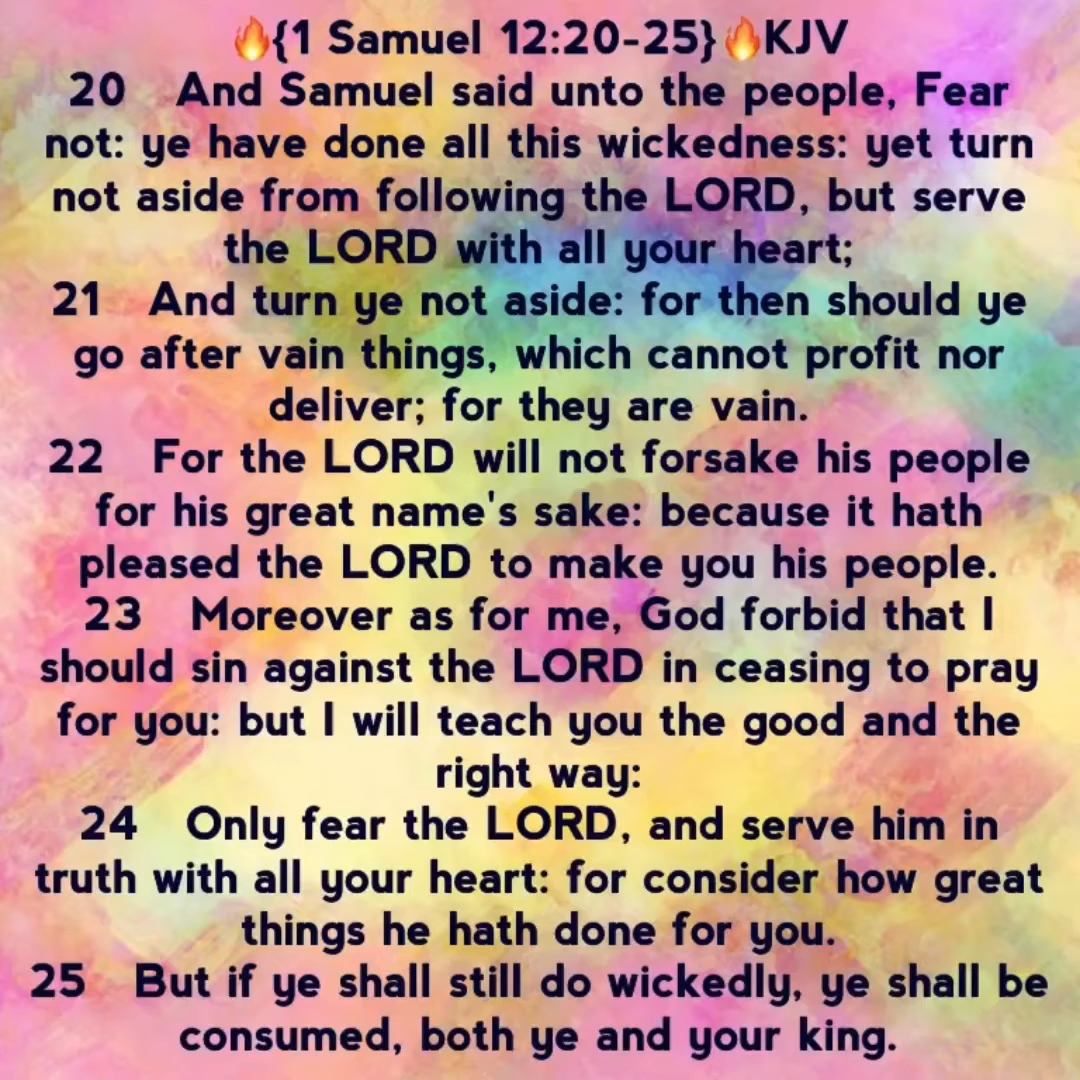 🔥{1 Samuel 12:20-25}🔥KJV
20 And Samuel said unto the people, Fear
not: ye have done all this wickedness: yet turn
not aside from following the LORD, but serve
the LORD with all your heart;
21 And turn ye not aside: for then should ye
go after vain things, which cannot profit nor
deliver; for they are vain.
22 For the LORD will not forsake his people
for his great name's sake: because it hath
pleased the LORD to make you his people.
23 Moreover as for me, God forbid that I
should sin against the LORD in ceasing to pray
for you: but I will teach you the good and the
right way:
24 Only fear the LORD, and serve him in
truth with all your heart: for consider how great
things he hath done for you.
25 But if ye shall still do wickedly, ye shall be
consumed, both ye and your king.